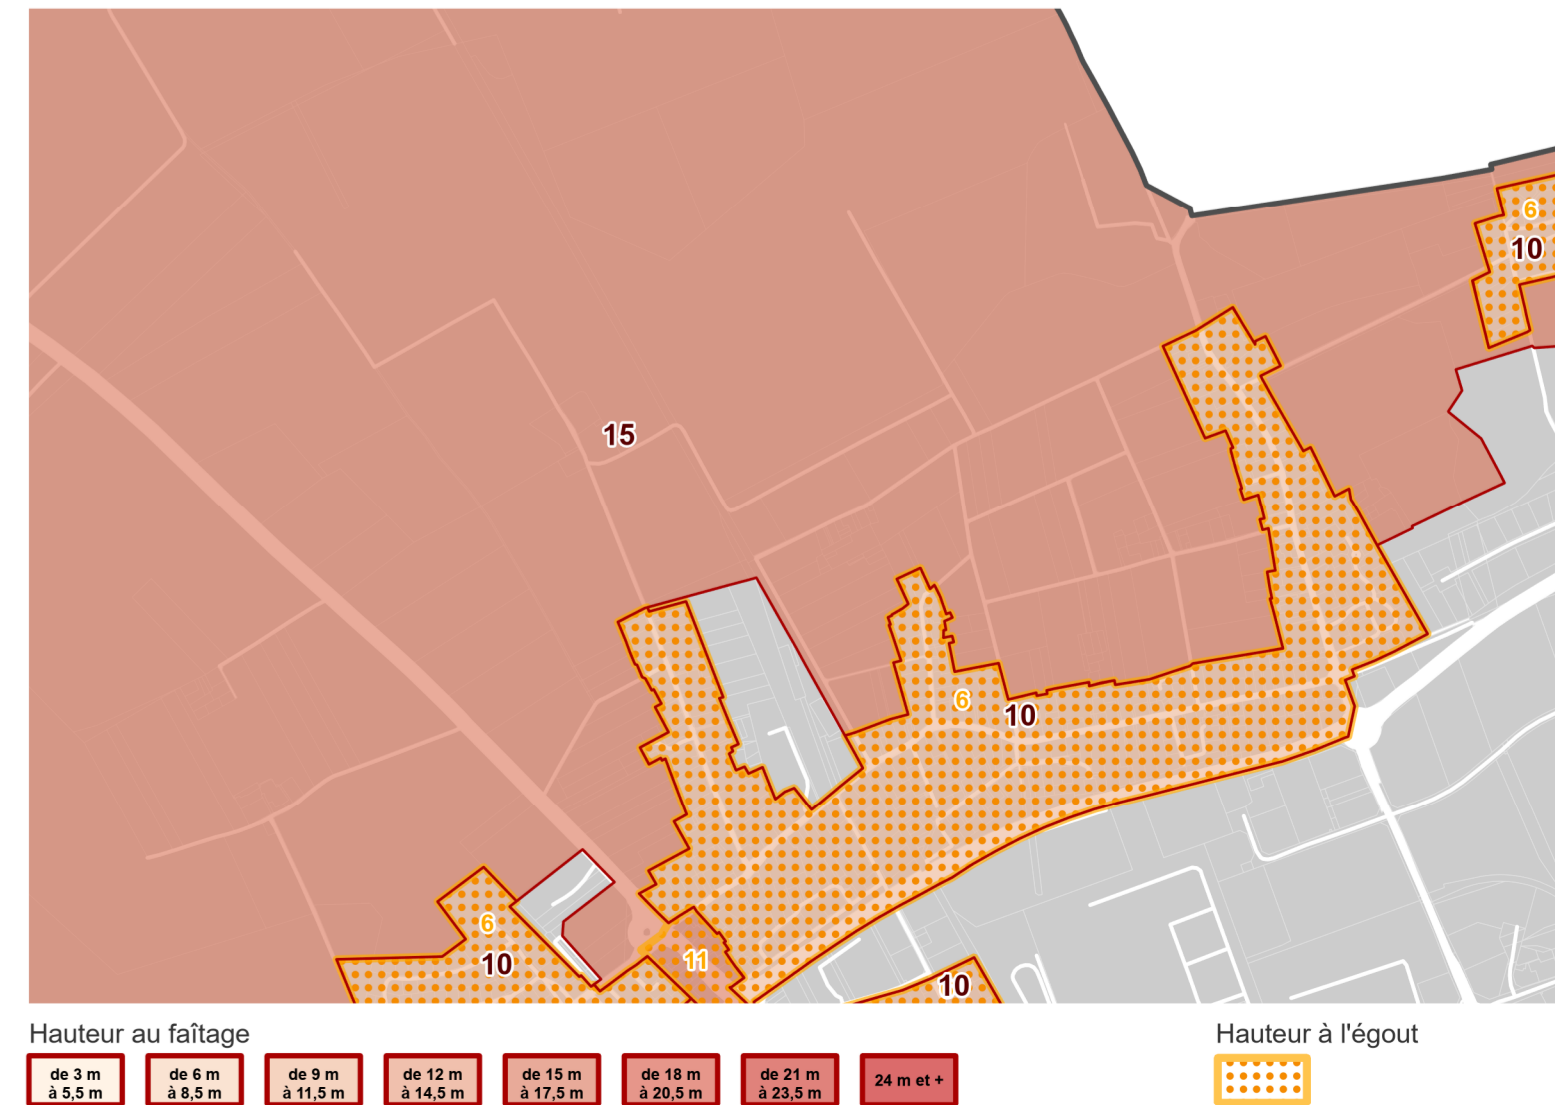 6
10
15
6
10
6
10
11
10
Hauteur au faîtage
Hauteur à l'égout
de 3 m
à 5,5 m
de 6 m
à 8,5 m
de 9 m
à 11,5 m
de 12 m
à 14,5 m
de 15 m
à 17,5 m
de 18 m
à 20,5 m
de 21 m
à 23,5 m
24 m et +